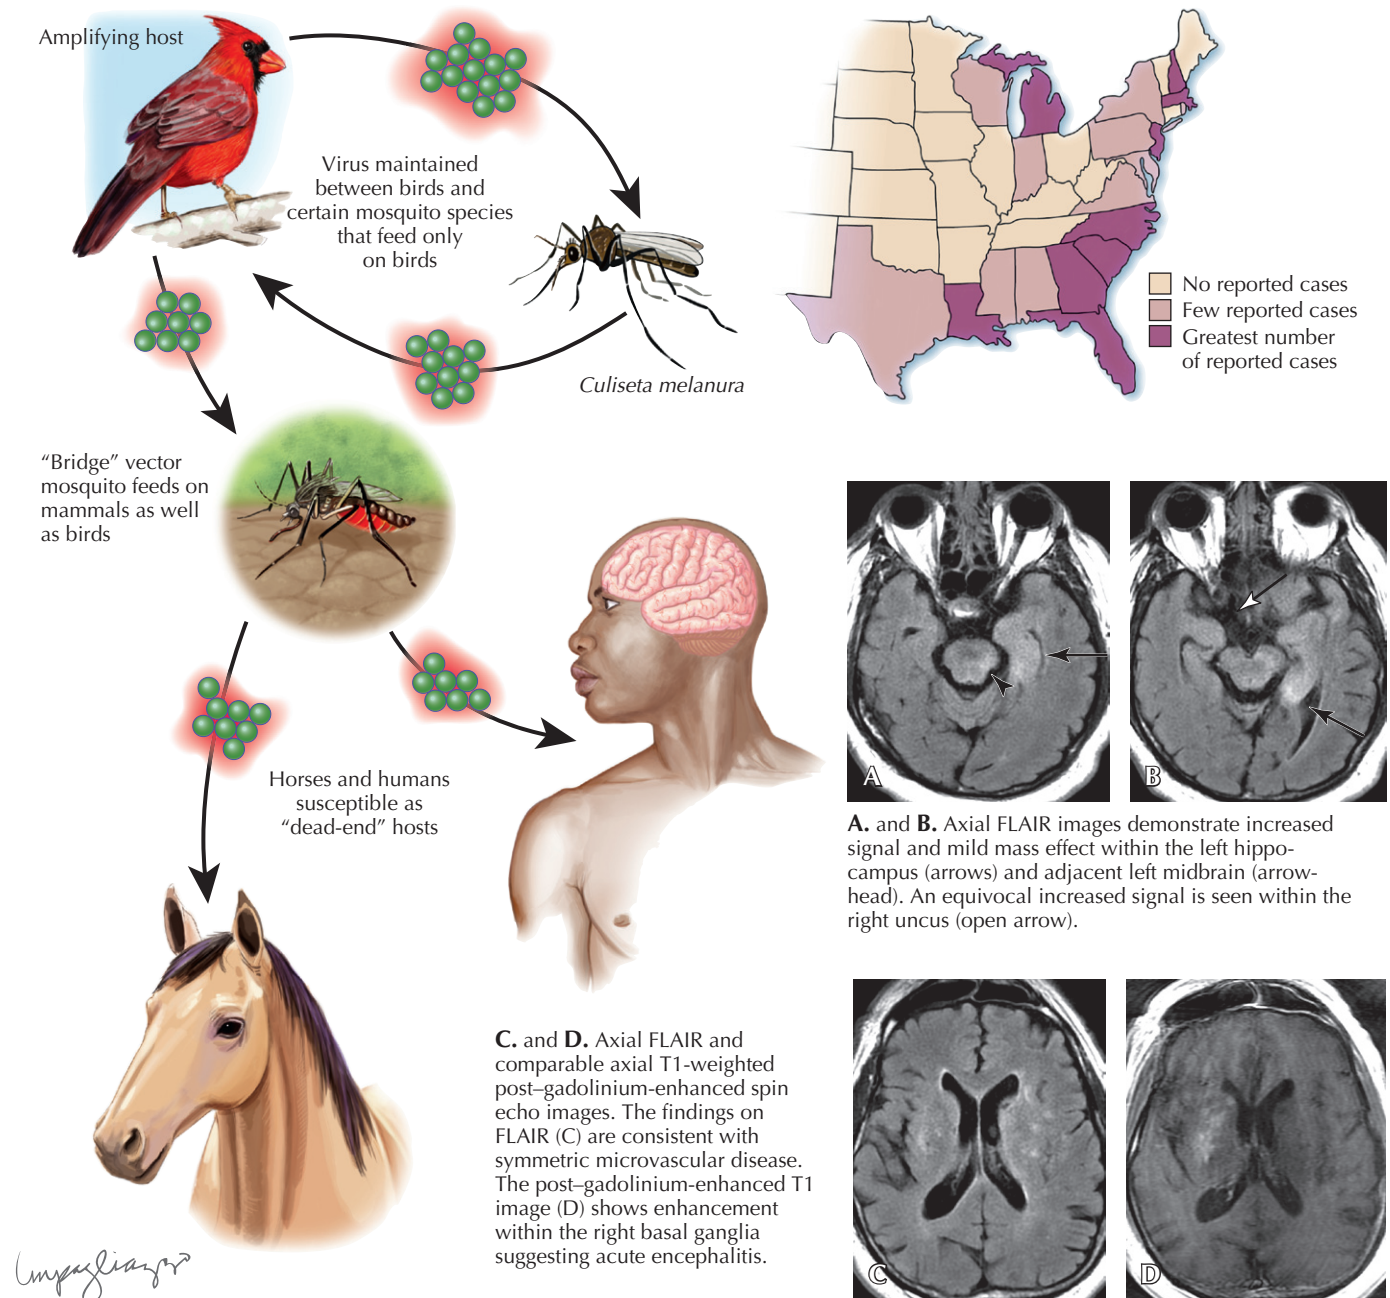 Amplifying host
Virus maintained
between birds and
certain mosquito species
that feed only
on birds
Culiseta melanura
No reported cases
Few reported cases
Greatest number
of reported cases
“Bridge” vector
mosquito feeds on
mammals as well
as birds
Horses and humans
susceptible as
“dead-end” hosts
A
B
A. and B. Axial FLAIR images demonstrate increased
signal and mild mass effect within the left hippo-
campus (arrows) and adjacent left midbrain (arrow-
head). An equivocal increased signal is seen within the
right uncus (open arrow).
C. and D. Axial FLAIR and
comparable axial T1-weighted
post–gadolinium-enhanced spin
echo images. The findings on
FLAIR (C) are consistent with
symmetric microvascular disease.
The post–gadolinium-enhanced T1
image (D) shows enhancement
within the right basal ganglia
suggesting acute encephalitis.
C
D